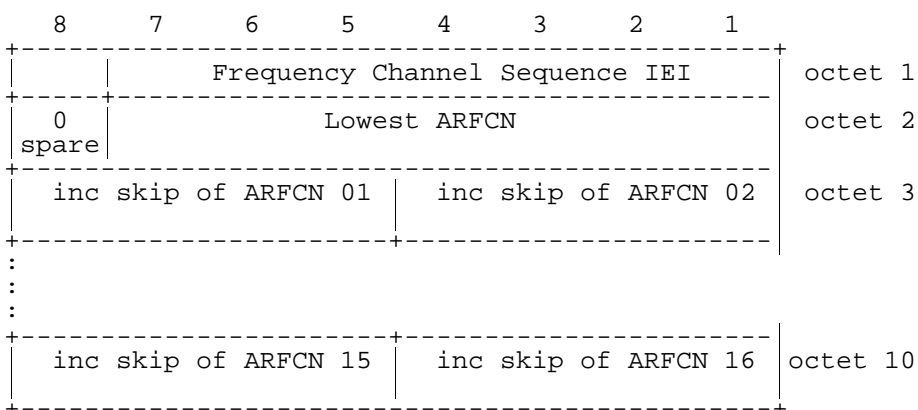 8 7 6 5 4 3 2 1
Frequency Channel Sequence IEI octet 1
0 Lowest ARFCN octet 2
spare
inc skip of ARFCN 01 inc skip of ARFCN 02 octet 3
:
:
:
inc skip of ARFCN 15 inc skip of ARFCN 16 octet 10